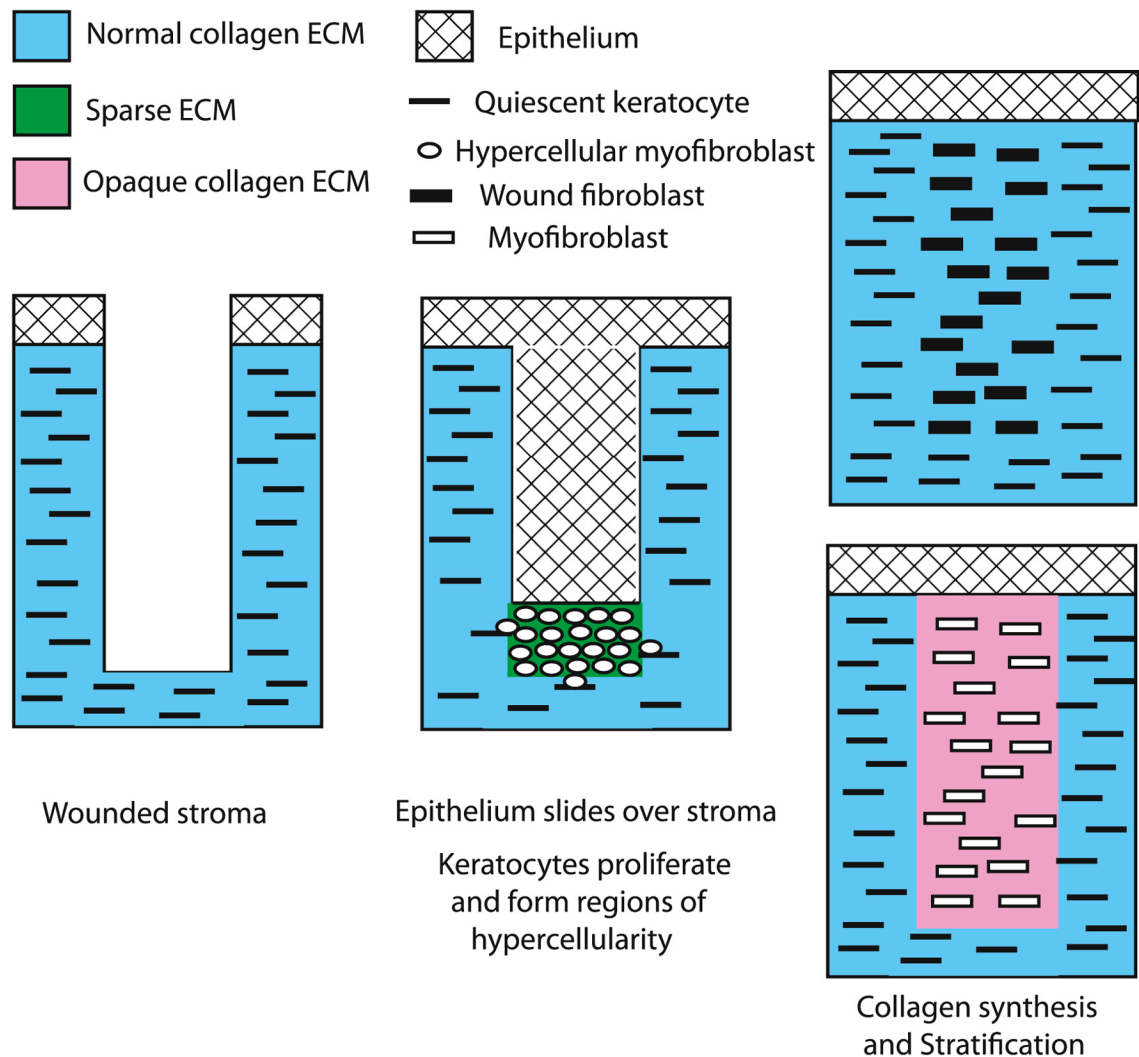 Normal collagen ECM
Sparse ECM
Opaque collagen ECM
Epithelium
Quiescent keratocyte
Hypercellular myofibroblast
Wound fibroblast
Myofibroblast
Wounded stroma
Epithelium slides over stroma
Keratocytes proliferate
and form regions of
hypercellularity
Collagen synthesis
and Stratification